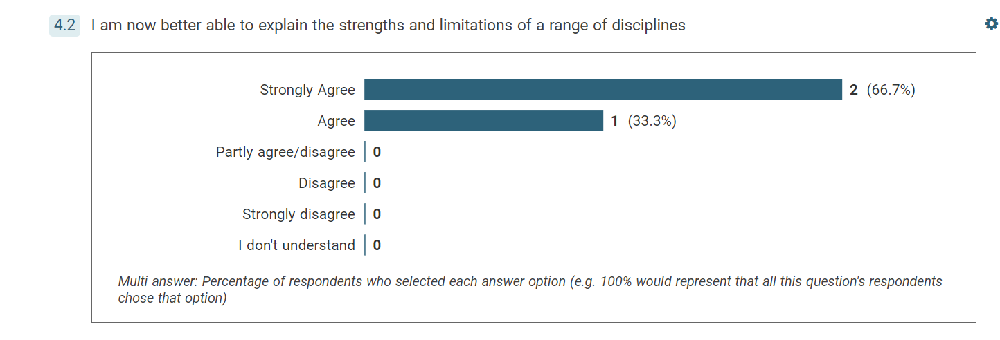 4.2 I am now better able to explain the strengths and limitations of a range of disciplines
Strongly Agree 2 (66.7%)
Agree 1 (33.3%)
Partly agree/disagree 0
Disagree 0
Strongly disagree 0
I don't understand 0
Multi answer: Percentage of respondents who selected each answer option (e.g. 100% would represent that all this question's respondents
chose that option)